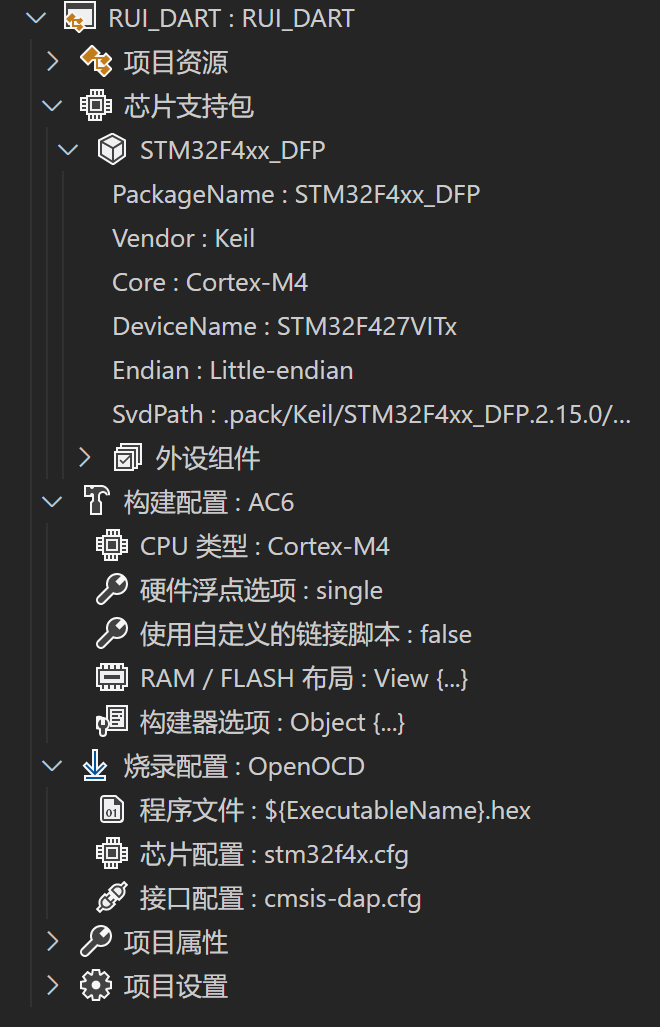 RUI_DART : RUI_DART
项目资源
芯片支持包
STM32F4xx_DFP
PackageName : STM32F4xx_DFP
Vendor : Keil
Core : Cortex-M4
DeviceName : STM32F427VITx
Endian : Little-endian
SvdPath : .pack/Keil/STM32F4xx_DFP.2.15.0/...
外设组件
构建配置 : AC6
CPU 类型 : Cortex-M4
硬件浮点选项 : single
使用自定义的链接脚本 : false
RAM / FLASH 布局 : View {...}
构建器选项 : Object {...}
烧录配置 : OpenOCD
程序文件 : ${ExecutableName}.hex
芯片配置 : stm32f4x.cfg
接口配置 : cmsis-dap.cfg
项目属性
项目设置